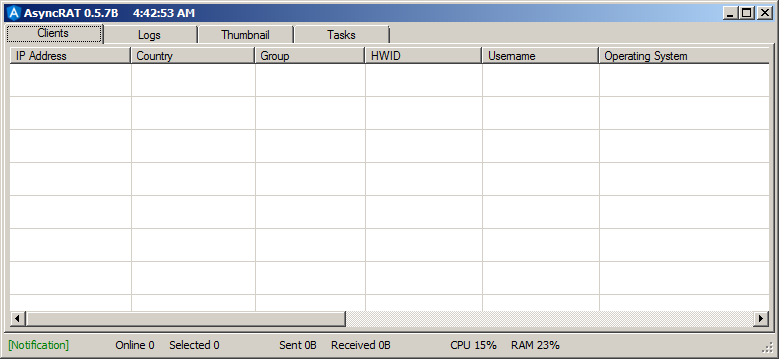 AsyncRAT 0.5.7B 4:42:53 AM
Clients Logs Thumbnail Tasks
IP Address Country Group HWID Username Operating System
[Notification] Online 0 Selected 0 Sent 0B Received 0B CPU 15% RAM 23%